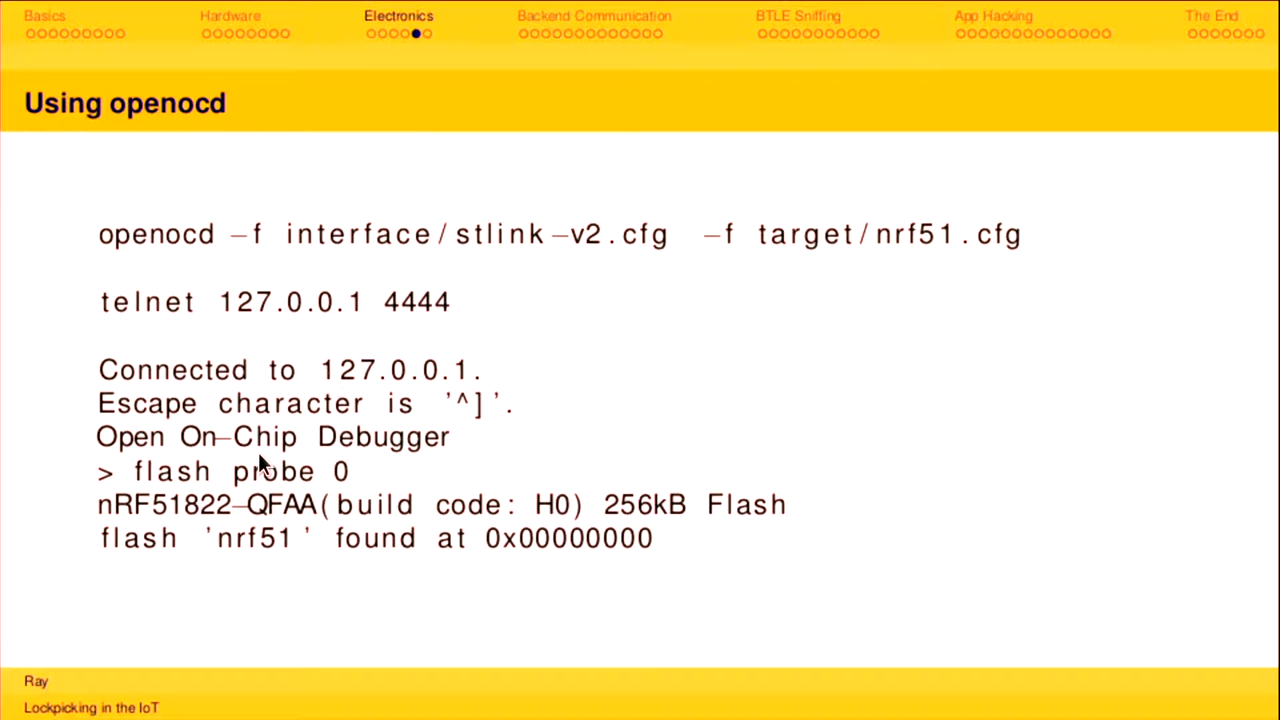 Basics Hardware Electronics Backend Communication BTLE Sniffing App Hacking The End
Using openocd
openocd –f interface/stlink–v2.cfg –f target/nrf51.cfg
telnet 127.0.0.1 4444
Connected to 127.0.0.1.
Escape character is '^]'.
Open On–Chip Debugger
> flash probe 0
nRF51822–QFAA(build code: H0) 256kB Flash
flash 'nrf51' found at 0x00000000
Ray
Lockpicking in the IoT